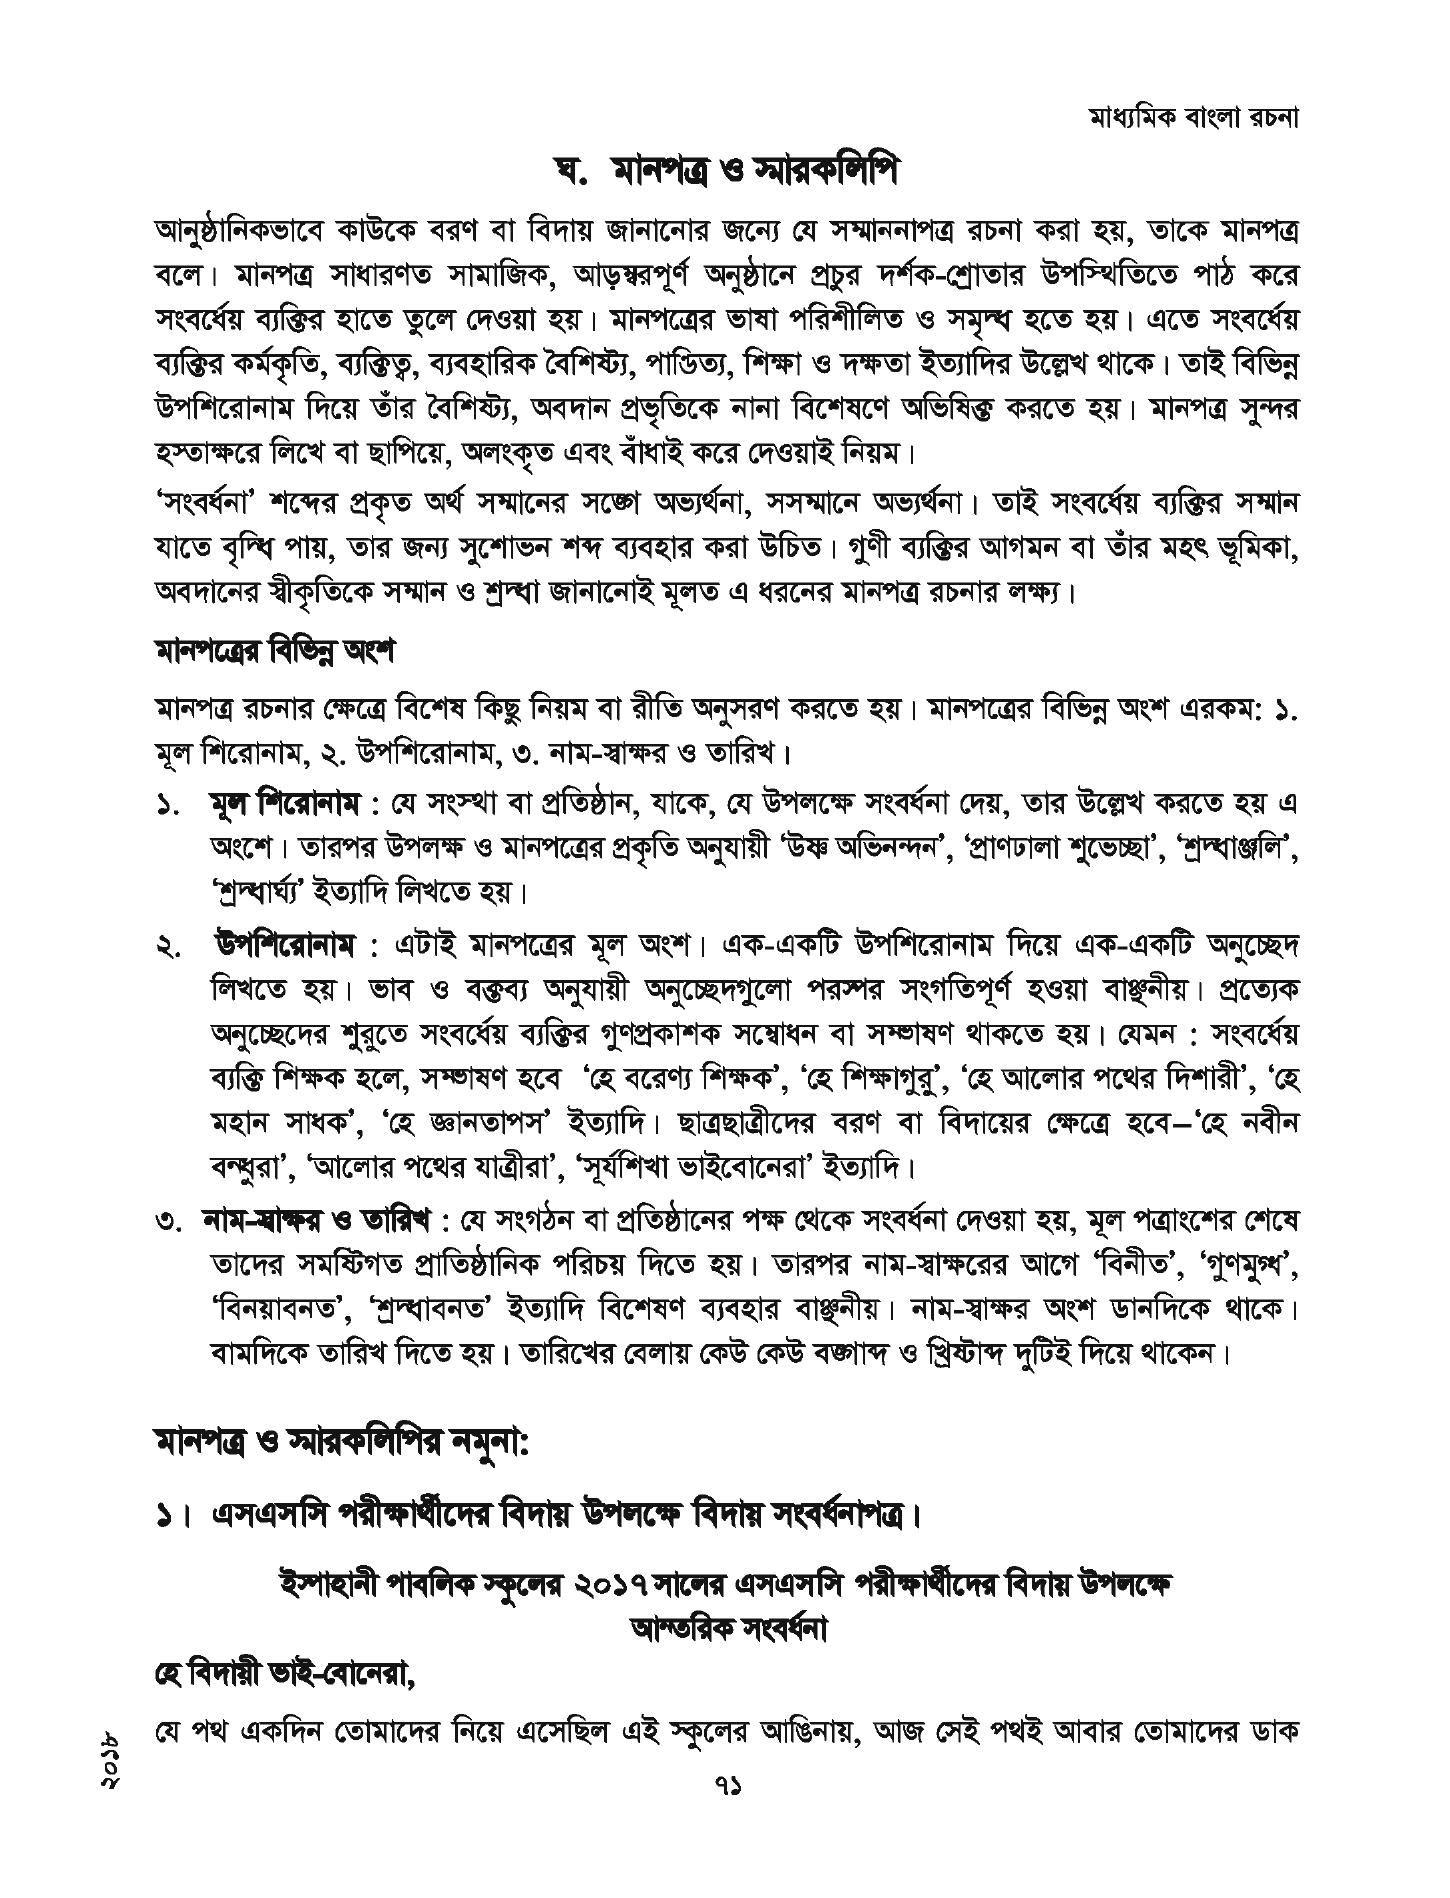 মাধ্যমিক বাংলা রচনা
ঘ. মানপত্র ও স্মারকলিপি
আনুষ্ঠানিকভাবে কাউকে বরণ বা বিদায় জানানোর জন্যে যে সম্মাননাপত্র রচনা করা হয়, তাকে মানপত্র
বলে। মানপত্র সাধারণত সামাজিক, আড়ম্বরপূর্ণ অনুষ্ঠানে প্রচুর দর্শক-শ্রোতার উপস্থিতিতে পাঠ করে
সংবর্ধেয় ব্যক্তির হাতে তুলে দেওয়া হয়। মানপত্রের ভাষা পরিশীলিত ও সমৃদ্ধ হতে হয়। এতে সংবর্ধেয়
ব্যক্তির কর্মকৃতি, ব্যক্তিত্ব, ব্যবহারিক বৈশিষ্ট্য, পাণ্ডিত্য, শিক্ষা ও দক্ষতা ইত্যাদির উল্লেখ থাকে। তাই বিভিন্ন
উপশিরোনাম দিয়ে তাঁর বৈশিষ্ট্য, অবদান প্রভৃতিকে নানা বিশেষণে অভিষিক্ত করতে হয়। মানপত্র সুন্দর
হস্তাক্ষরে লিখে বা ছাপিয়ে, অলংকৃত এবং বাঁধাই করে দেওয়াই নিয়ম।
‘সংবর্ধনা’ শব্দের প্রকৃত অর্থ সম্মানের সঙ্গে অভ্যর্থনা, সসম্মানে অভ্যর্থনা। তাই সংবর্ধেয় ব্যক্তির সম্মান
যাতে বৃদ্ধি পায়, তার জন্য সুশোভন শব্দ ব্যবহার করা উচিত। গুণী ব্যক্তির আগমন বা তাঁর মহৎ ভূমিকা,
অবদানের স্বীকৃতিকে সম্মান ও শ্রদ্ধা জানানোই মূলত এ ধরনের মানপত্র রচনার লক্ষ্য।
মানপত্রের বিভিন্ন অংশ
মানপত্র রচনার ক্ষেত্রে বিশেষ কিছু নিয়ম বা রীতি অনুসরণ করতে হয়। মানপত্রের বিভিন্ন অংশ এরকম: ১.
মূল শিরোনাম, ২. উপশিরোনাম, ৩. নাম-স্বাক্ষর ও তারিখ।
১. মূল শিরোনাম : যে সংস্থা বা প্রতিষ্ঠান, যাকে, যে উপলক্ষে সংবর্ধনা দেয়, তার উল্লেখ করতে হয় এ
অংশে। তারপর উপলক্ষ ও মানপত্রের প্রকৃতি অনুযায়ী ‘উষ্ণ অভিনন্দন’, ‘প্রাণঢালা শুভেচ্ছা’, ‘শ্রদ্ধাঞ্জলি’,
‘শ্রদ্ধার্ঘ্য’ ইত্যাদি লিখতে হয়।
২. উপশিরোনাম : এটাই মানপত্রের মূল অংশ। এক-একটি উপশিরোনাম দিয়ে এক-একটি অনুচ্ছেদ
লিখতে হয়। ভাব ও বক্তব্য অনুযায়ী অনুচ্ছেদগুলো পরস্পর সংগতিপূর্ণ হওয়া বাঞ্ছনীয়। প্রত্যেক
অনুচ্ছেদের শুরুতে সংবর্ধেয় ব্যক্তির গুণপ্রকাশক সম্বোধন বা সম্ভাষণ থাকতে হয়। যেমন : সংবর্ধেয়
ব্যক্তি শিক্ষক হলে, সম্ভাষণ হবে ‘হে বরেণ্য শিক্ষক’, ‘হে শিক্ষাগুরু’, ‘হে আলোর পথের দিশারী’, ‘হে
মহান সাধক’, ‘হে জ্ঞানতাপস’ ইত্যাদি। ছাত্রছাত্রীদের বরণ বা বিদায়ের ক্ষেত্রে হবে–‘হে নবীন
বন্ধুরা’, ‘আলোর পথের যাত্রীরা’, ‘সূর্যশিখা ভাইবোনেরা’ ইত্যাদি।
৩. নাম-স্বাক্ষর ও তারিখ : যে সংগঠন বা প্রতিষ্ঠানের পক্ষ থেকে সংবর্ধনা দেওয়া হয়, মূল পত্রাংশের শেষে
তাদের সমষ্টিগত প্রাতিষ্ঠানিক পরিচয় দিতে হয়। তারপর নাম-স্বাক্ষরের আগে ‘বিনীত’, ‘গুণমুগ্ধ’,
‘বিনয়াবনত’, ‘শ্রদ্ধাবনত’ ইত্যাদি বিশেষণ ব্যবহার বাঞ্ছনীয়। নাম-স্বাক্ষর অংশ ডানদিকে থাকে।
বামদিকে তারিখ দিতে হয়। তারিখের বেলায় কেউ কেউ বঙ্গাব্দ ও খ্রিষ্টাব্দ দুটিই দিয়ে থাকেন।
মানপত্র ও স্মারকলিপির নমুনা:
১। এসএসসি পরীক্ষার্থীদের বিদায় উপলক্ষে বিদায় সংবর্ধনাপত্র।
ইস্পাহানী পাবলিক স্কুলের ২০১৭ সালের এসএসসি পরীক্ষার্থীদের বিদায় উপলক্ষে
আন্তরিক সংবর্ধনা
হে বিদায়ী ভাই-বোনেরা,
যে পথ একদিন তোমাদের নিয়ে এসেছিল এই স্কুলের আঙিনায়, আজ সেই পথই আবার তোমাদের ডাক
২০১৮
৭১